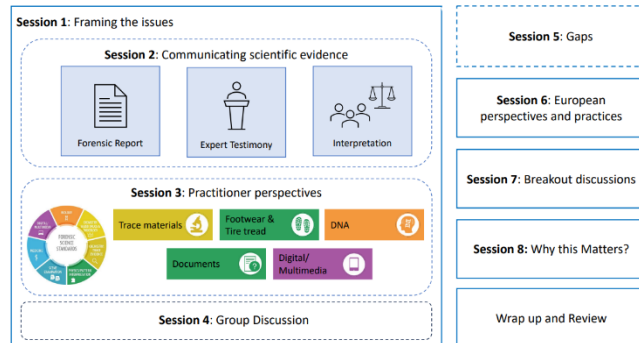 Session 1: Framing the issues
Session 2: Communicating scientific evidence
Forensic Report
Expert Testimony
Interpretation
Session 3: Practitioner perspectives
FORENSIC
SCIENCE
STANDARDS
Trace materials
Footwear &
Tire tread
DNA
Documents
Digital/
Multimedia
Session 4: Group Discussion
Session 5: Gaps
Session 6: European
perspectives and practices
Session 7: Breakout discussions
Session 8: Why this Matters?
Wrap up and Review